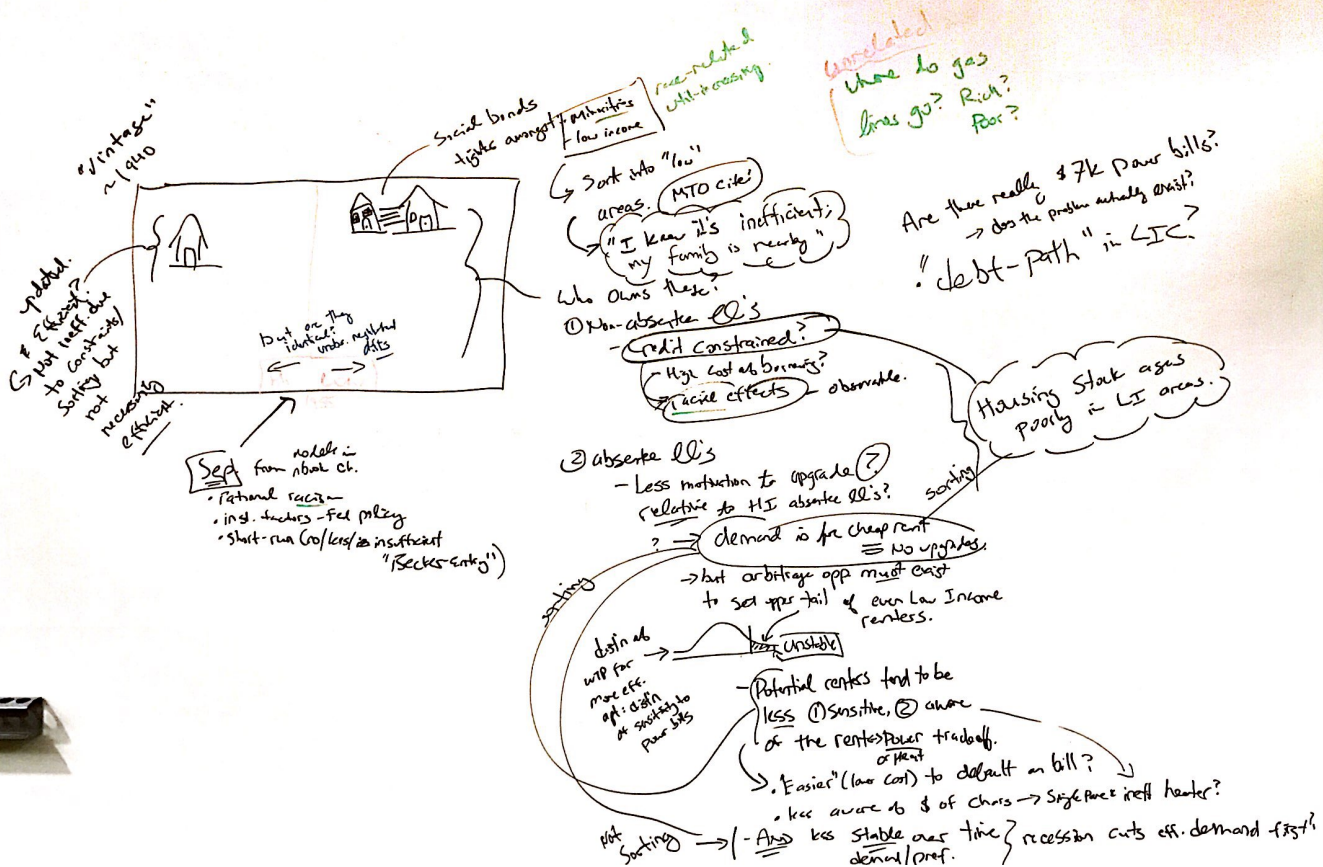 "Vintage"
~1940
Social bonds
tighter amongst
- Minorities
- low income
race-related
util-increasing.
Unrelated
Where do gas
lines go? Rich?
Poor?
Sort into "low"
areas. MTO cite!
"I know it's inefficient;
my family is nearby"
Are there really $7k power bills?
→ does the problem actually exist?
"debt-path" in LIC?
updated.
Efficient?
Not ineff. due
to constraints/
sorting but
not
necessarily
efficient.
but are they
identical?
unobs. neighborhood
diffs
Who owns these?
① Non-absentee ll's
- Credit constrained?
- High cost of borrowing?
racial effects - observable.
Housing stock ages
poorly in LI areas.
Sep from models in
nbook ch.
• rational racism
• inst. factors - Fed policy
• short-run is insufficient
"Becker-Entry")
② absentee ll's
- Less motivation to upgrade?
relative to HI absentee ll's?
sorting
? → demand is for cheap rent
≡ No upgrades.
→ but arbitrage opp must exist
to set upper tail of even Low Income
renters.
sorting
distn of
WTP for
more eff.
apt: distn
of sensitivity to
power bills
unstable
- Potential renters tend to be
less ① sensitive, ② aware
of the rent↔Power tradeoff.
or Heat
• "Easier" (low cost) to default on bill?
• less aware of $ of chars → Single Pane & ineff heater?
not
sorting → - And less stable over time
demand/pref.
recession cuts eff. demand first?